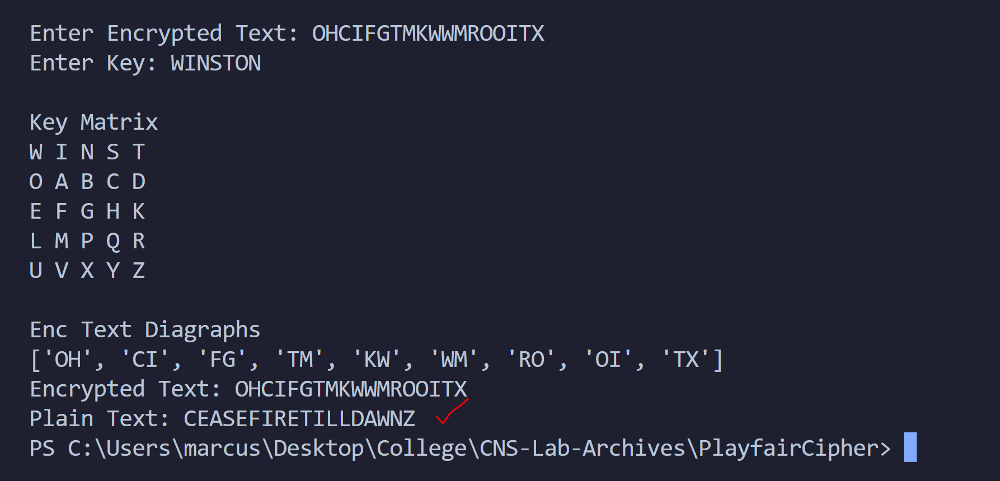 Enter Encrypted Text: OHCIFGTMKWWMROOITX
Enter Key: WINSTON
Key Matrix
W I N S T
O A B C D
E F G H K
L M P Q R
U V X Y Z
Enc Text Diagraphs
['OH', 'CI', 'FG', 'TM', 'KW', 'WM', 'RO', 'OI', 'TX']
Encrypted Text: OHCIFGTMKWWMROOITX
Plain Text: CEASEFIRETILLDAWNZ
PS C:\Users\marcus\Desktop\College\CNS-Lab-Archives\PlayfairCipher>